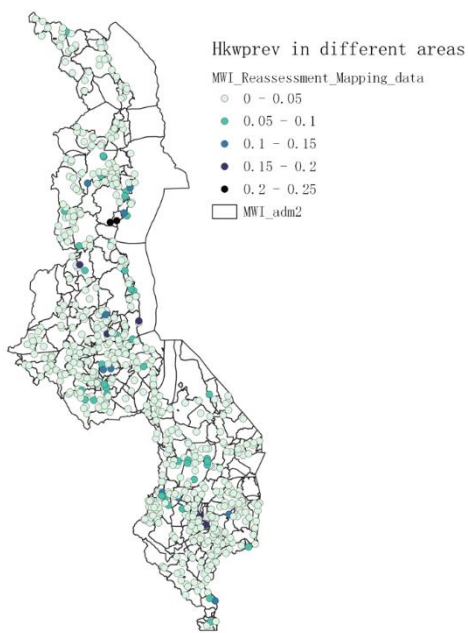 Hkwprev in different areas
MWI_Reassessment_Mapping_data
0 - 0.05
0.05 - 0.1
0.1 - 0.15
0.15 - 0.2
0.2 - 0.25
MWI_adm2